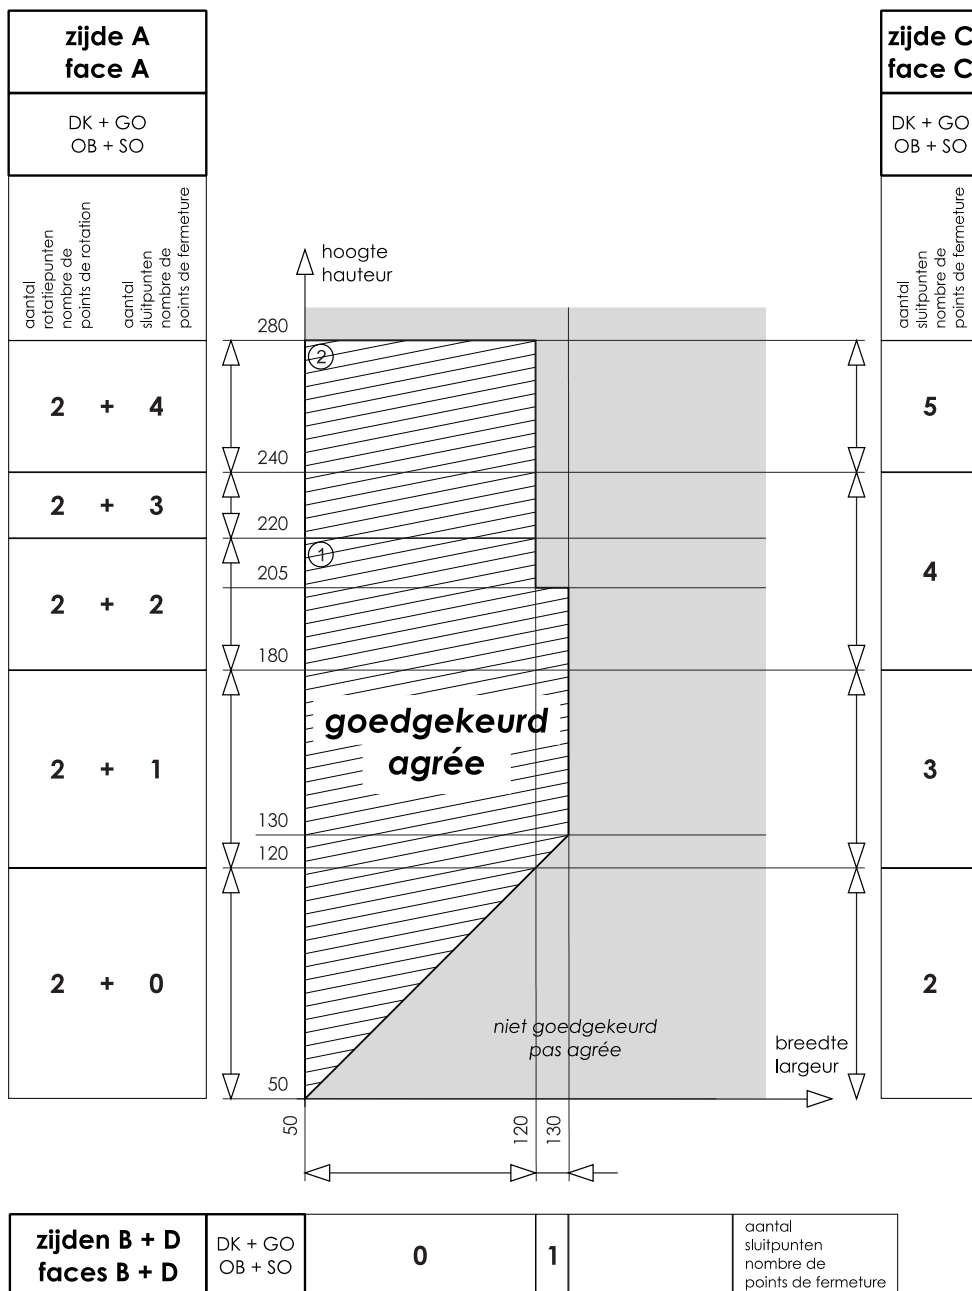 zijde A
face A
DK + GO
OB + SO
aantal
rotatiepunten
nombre de
points de rotation
aantal
sluitpunten
nombre de
points de fermeture
2 + 4
2 + 3
2 + 2
2 + 1
2 + 0
hoogte
hauteur
280
240
220
205
180
130
120
50
2
1
goedgekeurd
agrée
niet goedgekeurd
pas agrée
breedte
largeur
50
120
130
zijde C
face C
DK + GO
OB + SO
aantal
sluitpunten
nombre de
points de fermeture
5
4
3
2
zijden B + D
faces B + D
DK + GO
OB + SO
0
1
aantal
sluitpunten
nombre de
points de fermeture